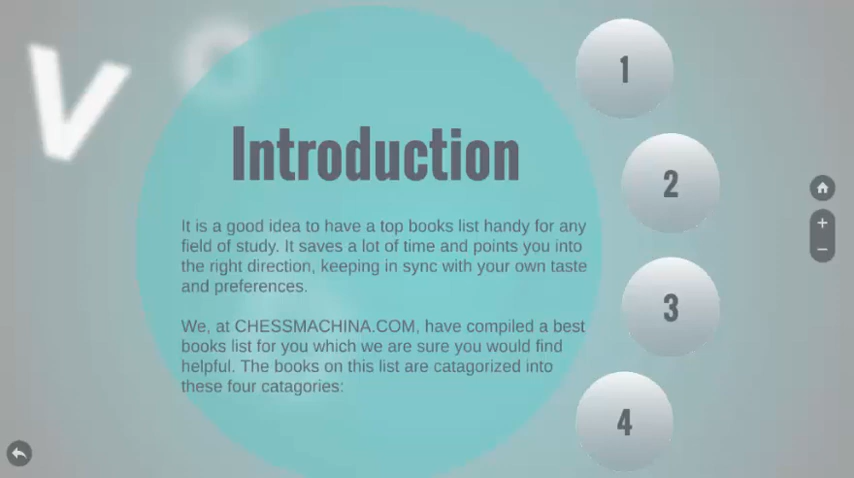 V
Introduction
It is a good idea to have a top books list handy for any
field of study. It saves a lot of time and points you into
the right direction, keeping in sync with your own taste
and preferences.
We, at CHESSMACHINA.COM, have compiled a best
books list for you which we are sure you would find
helpful. The books on this list are catagorized into
these four catagories:
1
2
3
4
+
−